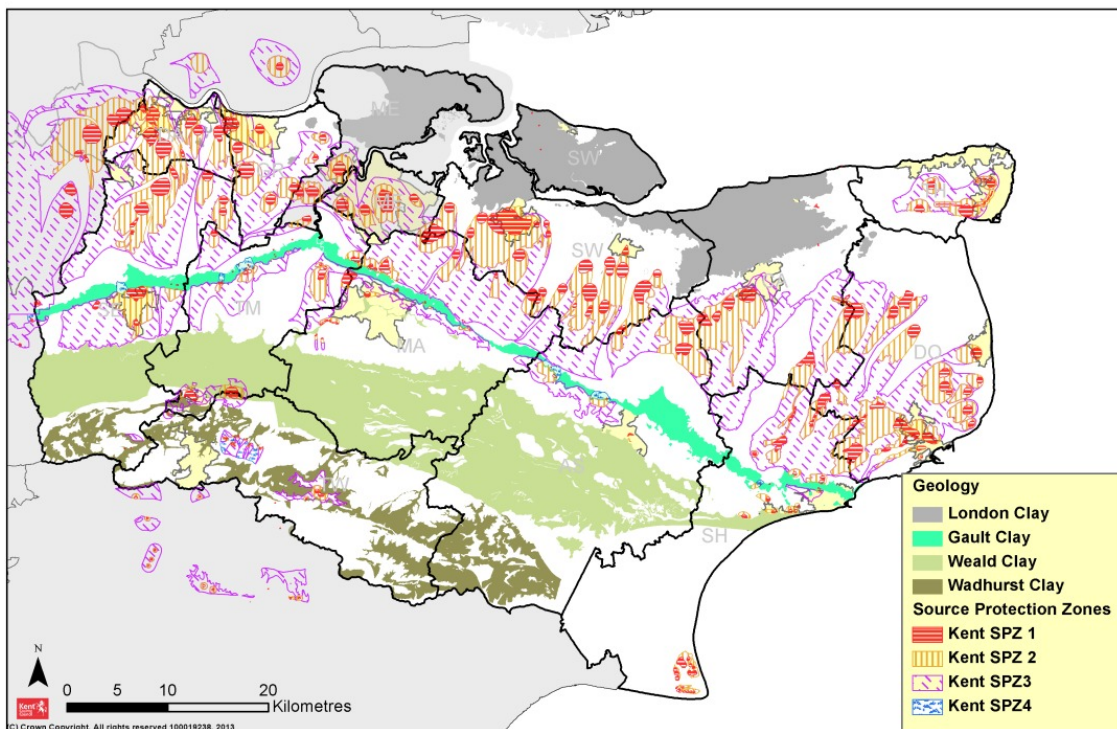 ME
SW
SW
TM
MA
DO
SH
N
0 5 10 20
Kilometres
Kent
(C) Crown Copyright. All rights reserved 100019238, 2013
Geology
London Clay
Gault Clay
Weald Clay
Wadhurst Clay
Source Protection Zones
Kent SPZ 1
Kent SPZ 2
Kent SPZ3
Kent SPZ4